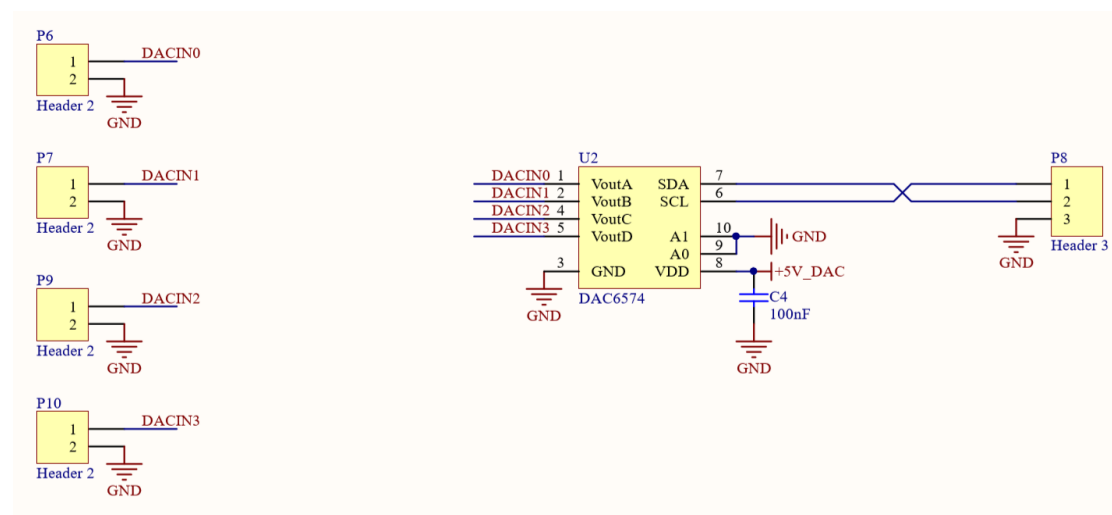 P6
1 DACIN0
2
Header 2
GND
P7
1 DACIN1
2
Header 2
GND
P9
1 DACIN2
2
Header 2
GND
P10
1 DACIN3
2
Header 2
GND
U2
DACIN0 1 VoutA SDA 7
DACIN1 2 VoutB SCL 6
DACIN2 4 VoutC
DACIN3 5 VoutD A1 10 GND
A0 9
3 GND VDD 8 +5V_DAC
GND
DAC6574
C4
100nF
GND
P8
1
2
3
Header 3
GND